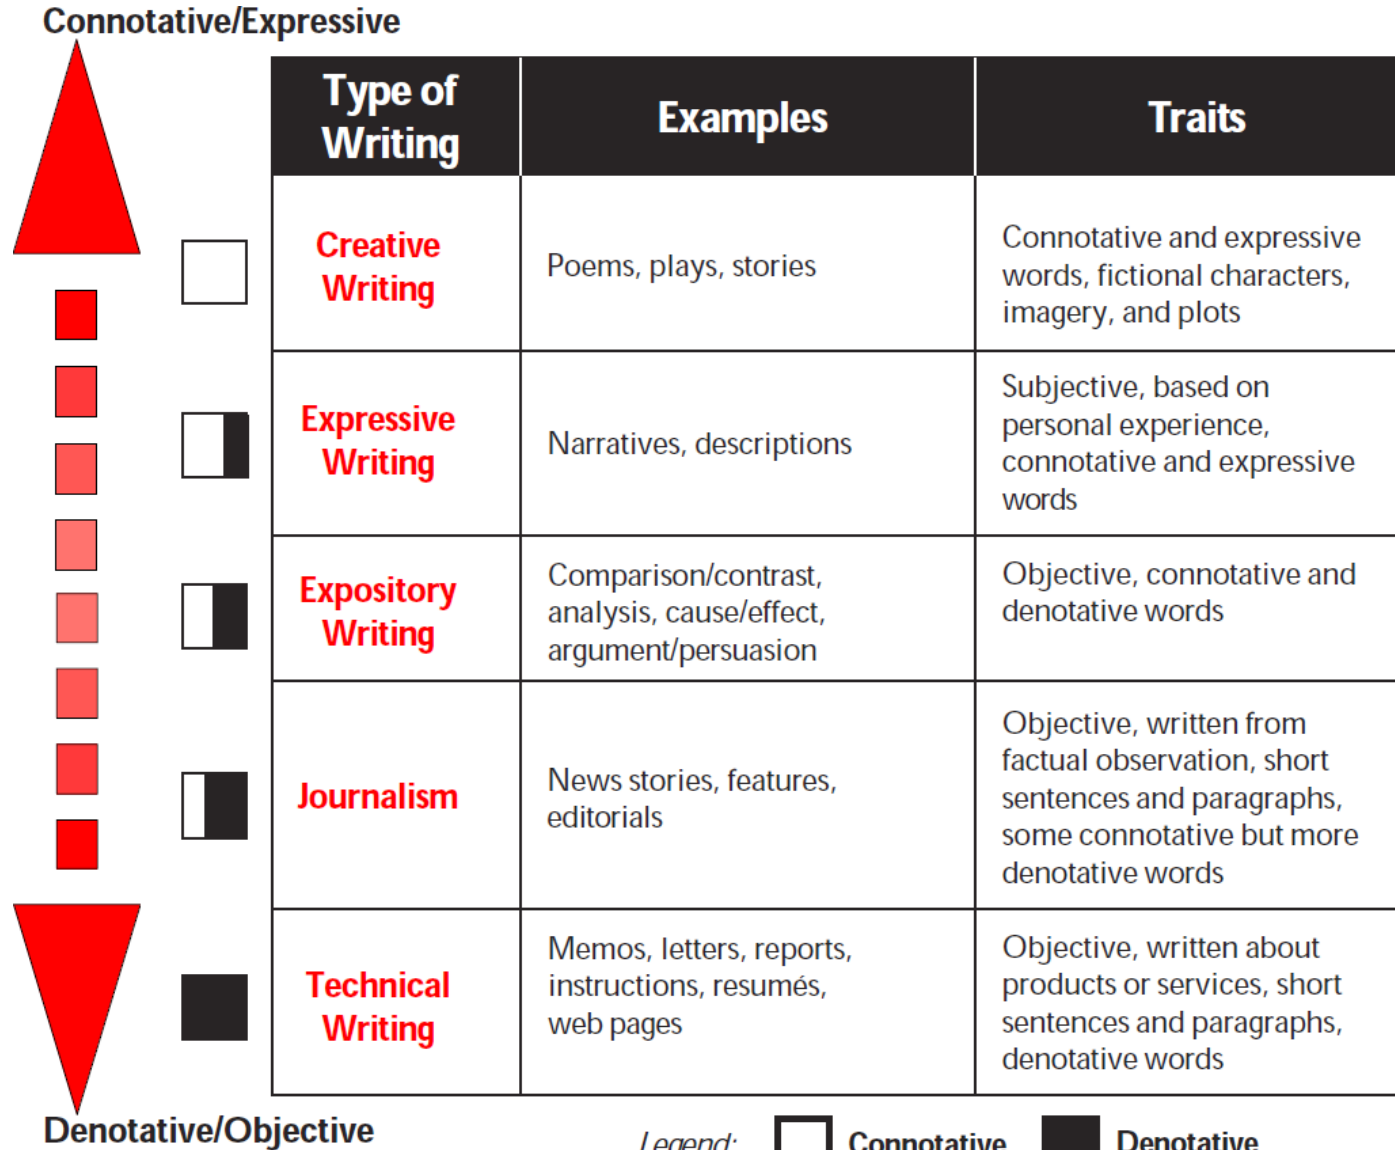 Connotative/Expressive
Type of
Writing
Examples
Traits
Creative
Writing
Poems, plays, stories
Connotative and expressive
words, fictional characters,
imagery, and plots
Expressive
Writing
Narratives, descriptions
Subjective, based on
personal experience,
connotative and expressive
words
Expository
Writing
Comparison/contrast,
analysis, cause/effect,
argument/persuasion
Objective, connotative and
denotative words
Journalism
News stories, features,
editorials
Objective, written from
factual observation, short
sentences and paragraphs,
some connotative but more
denotative words
Technical
Writing
Memos, letters, reports,
instructions, resumés,
web pages
Objective, written about
products or services, short
sentences and paragraphs,
denotative words
Denotative/Objective
Legend: Connotative Denotative